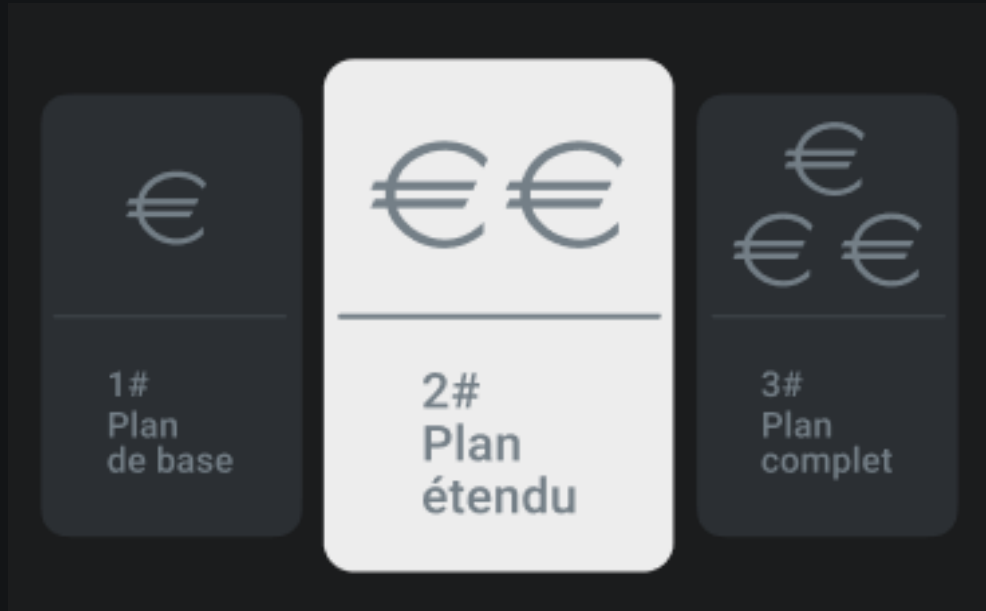 €
1#
Plan
de base
€€
2#
Plan
étendu
€
€ €
3#
Plan
complet